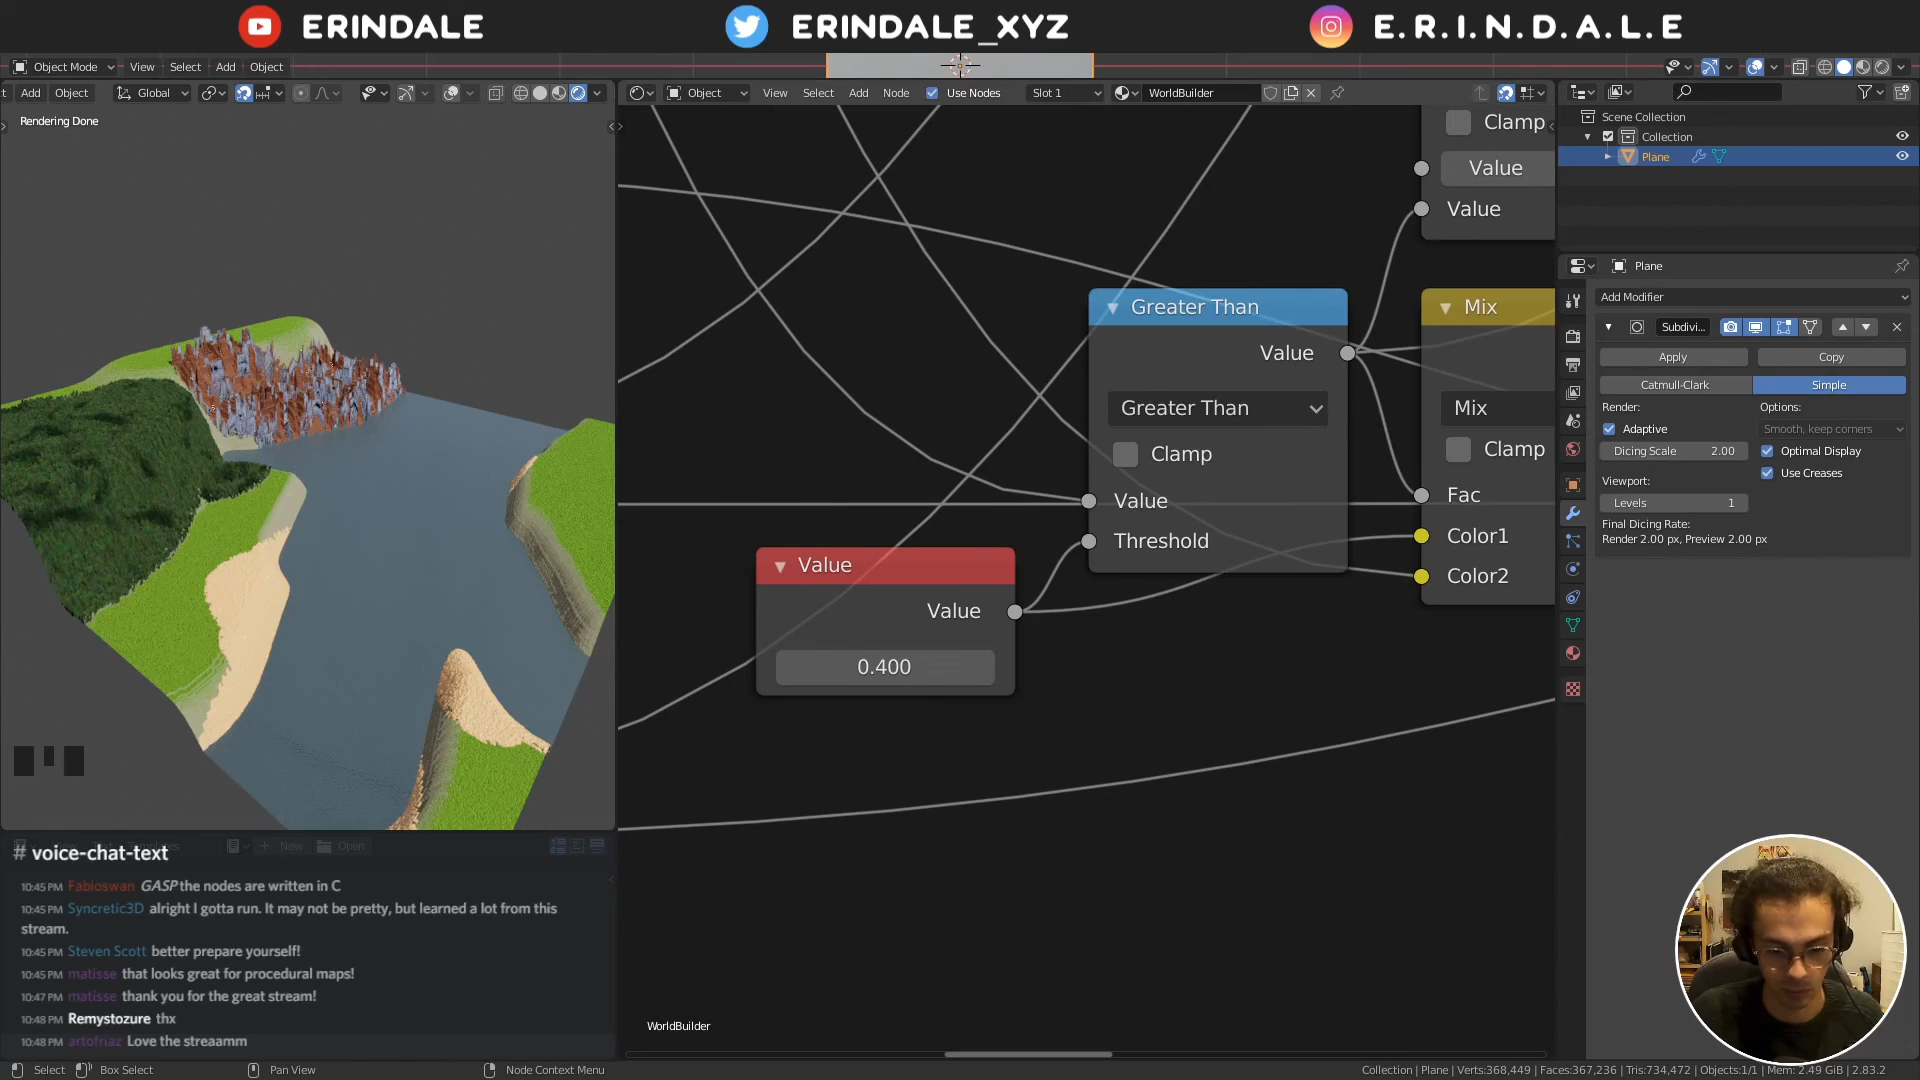 ERINDALE
ERINDALE_XYZ
E.R.I.N.D.A.L.E
Object Mode View Select Add Object
Add Object Global
Object View Select Add Node Use Nodes Slot 1 WorldBuilder
Rendering Done
Clamp
Value
Value
Greater Than
Value
Greater Than
Clamp
Value
Threshold
Mix
Mix
Clamp
Fac
Color1
Color2
Value
Value
0.400
WorldBuilder
Scene Collection
Collection
Plane
Plane
Add Modifier
Subdivi...
Apply Copy
Catmull-Clark Simple
Render: Options:
Adaptive Smooth, keep corners
Dicing Scale 2.00 Optimal Display
Use Creases
Viewport:
Levels 1
Final Dicing Rate:
Render 2.00 px, Preview 2.00 px
New Open
# voice-chat-text
10:45 PM Fabioswan GASP the nodes are written in C
10:45 PM Syncretic3D alright I gotta run. It may not be pretty, but learned a lot from this
stream.
10:45 PM Steven Scott better prepare yourself!
10:45 PM matisse that looks great for procedural maps!
10:47 PM matisse thank you for the great stream!
10:48 PM Remystozure thx
10:48 PM artofriaz Love the streaamm
Select Box Select Pan View Node Context Menu
Collection | Plane | Verts:368,449 | Faces:367,236 | Tris:734,472 | Objects:1/1 | Mem: 2.49 GiB | 2.83.2